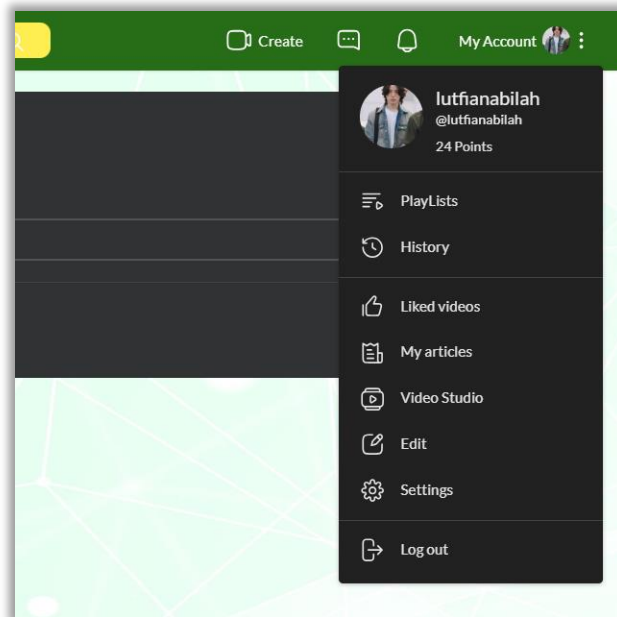 Create
My Account
lutfianabilah
@lutfianabilah
24 Points
PlayLists
History
Liked videos
My articles
Video Studio
Edit
Settings
Log out